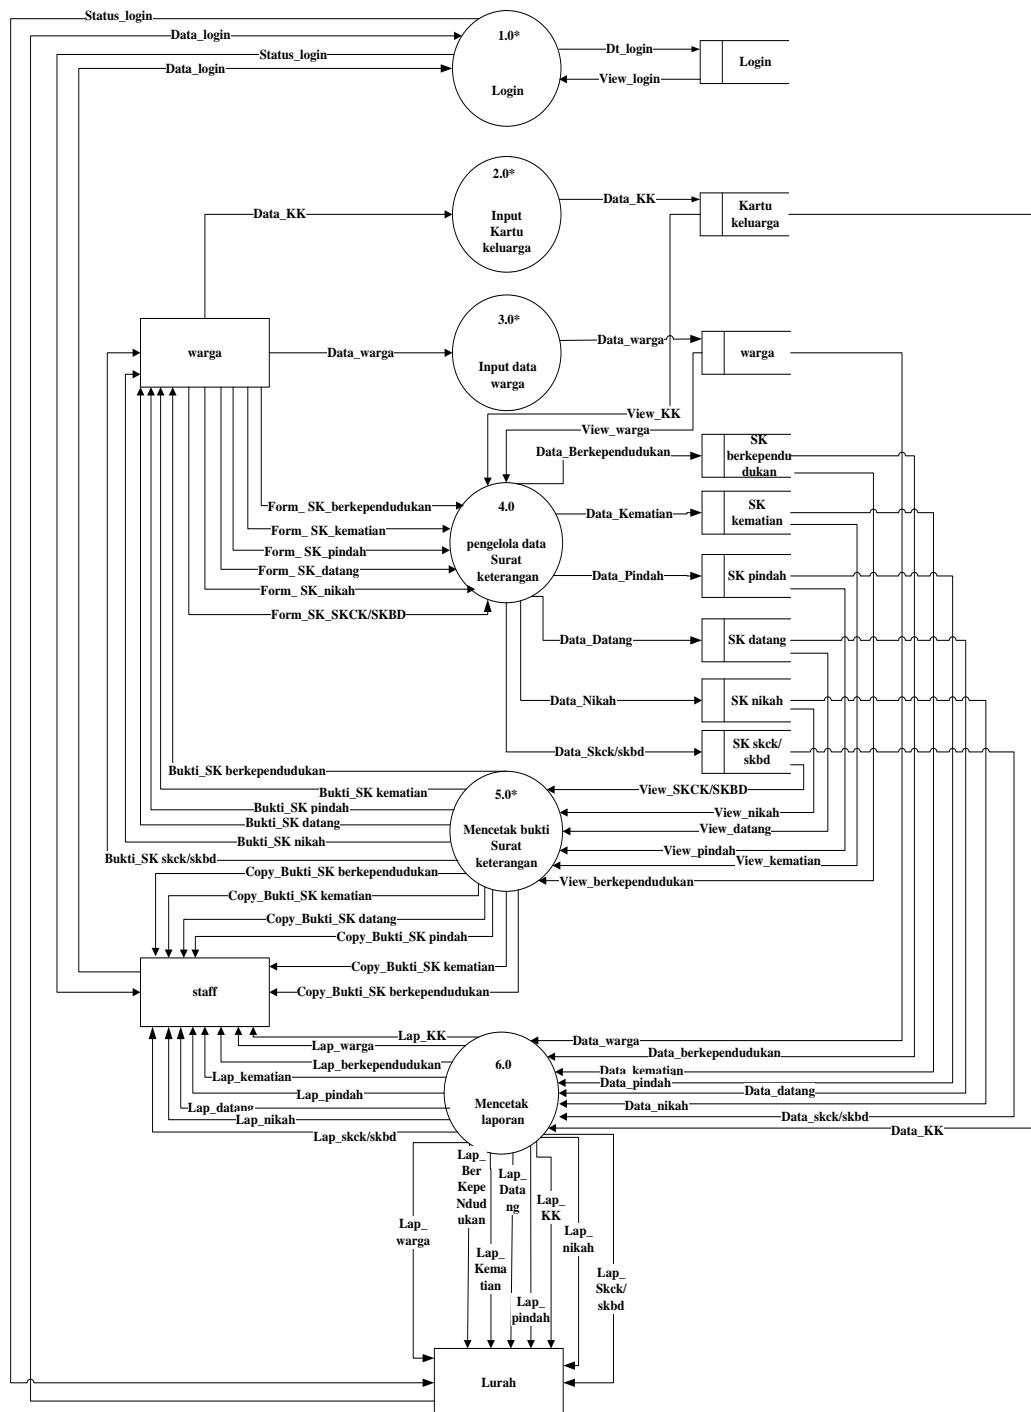 Status_login
Data_login
Status_login
Data_login
1.0*
Login
Dt_login
View_login
Login
2.0*
Input
Kartu
keluarga
Data_KK
Data_KK
Kartu
keluarga
warga
Data_warga
3.0*
Input data
warga
Data_warga
warga
View_KK
View_warga
Data_Berkependudukan
SK
berkependu
dukan
Form_ SK_berkependudukan
Form_ SK_kematian
Form_ SK_pindah
Form_ SK_datang
Form_ SK_nikah
Form_SK_SKCK/SKBD
4.0
pengelola data
Surat
keterangan
Data_Kematian
SK
kematian
Data_Pindah
SK pindah
Data_Datang
SK datang
Data_Nikah
SK nikah
Data_Skck/skbd
SK skck/
skbd
Bukti_SK berkependudukan
Bukti_SK kematian
Bukti_SK pindah
Bukti_SK datang
Bukti_SK nikah
Bukti_SK skck/skbd
5.0*
Mencetak bukti
Surat
keterangan
View_SKCK/SKBD
View_nikah
View_datang
View_pindah
View_kematian
View_berkependudukan
Copy_Bukti_SK berkependudukan
Copy_Bukti_SK kematian
Copy_Bukti_SK datang
Copy_Bukti_SK pindah
Copy_Bukti_SK kematian
Copy_Bukti_SK berkependudukan
staff
Lap_KK
Lap_warga
Lap_berkependudukan
Lap_kematian
Lap_pindah
Lap_datang
Lap_nikah
Lap_skck/skbd
6.0
Mencetak
laporan
Data_warga
Data_berkependudukan
Data_kematian
Data_pindah
Data_datang
Data_nikah
Data_skck/skbd
Data_KK
Lap_
warga
Lap_
Ber
Kepe
Ndud
ukan
Lap_
Kema
tian
Lap_
Data
ng
Lap_
pindah
Lap_
KK
Lap_
nikah
Lap_
Skck/
skbd
Lurah